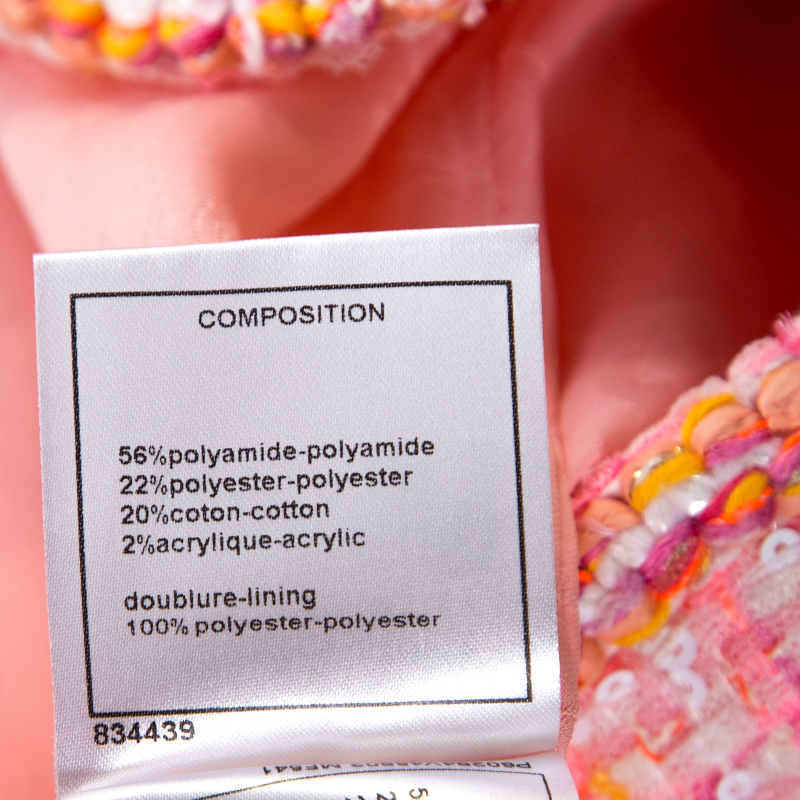 COMPOSITION
56%polyamide-polyamide
22%polyester-polyester
20%coton-cotton
2%acrylique-acrylic
doublure-lining
100% polyester-polyester
834439